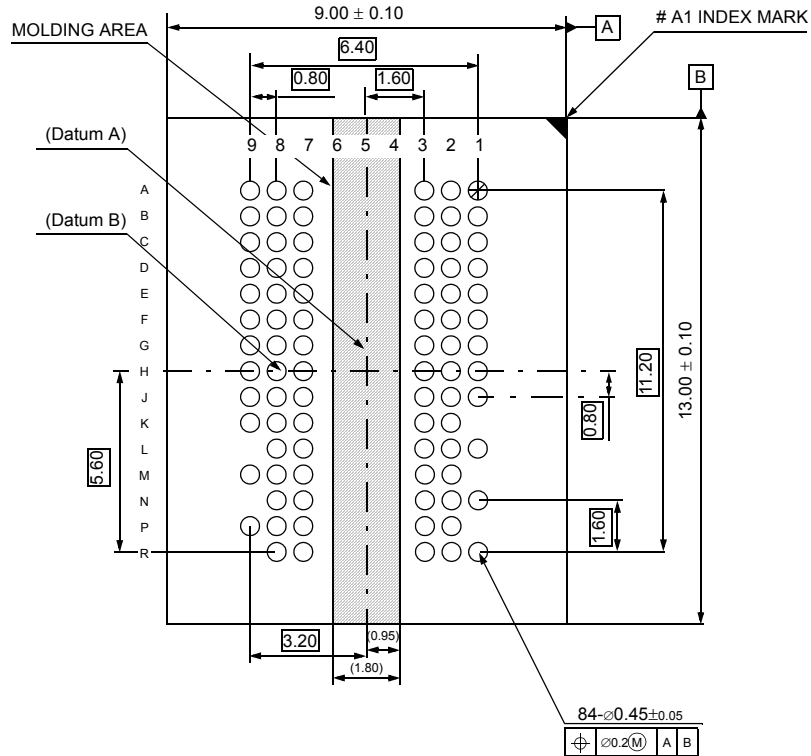 9.00 ± 0.10
MOLDING AREA
A
# A1 INDEX MARK
6.40
0.80
1.60
B
(Datum A)
9 8 7 6 5 4 3 2 1
A
B
(Datum B)
C
D
E
F
G
H
J
K
L
M
N
P
R
11.20
13.00 ± 0.10
0.80
5.60
1.60
3.20
(0.95)
(1.80)
84-∅0.45±0.05
⌖ ∅0.2Ⓜ A B